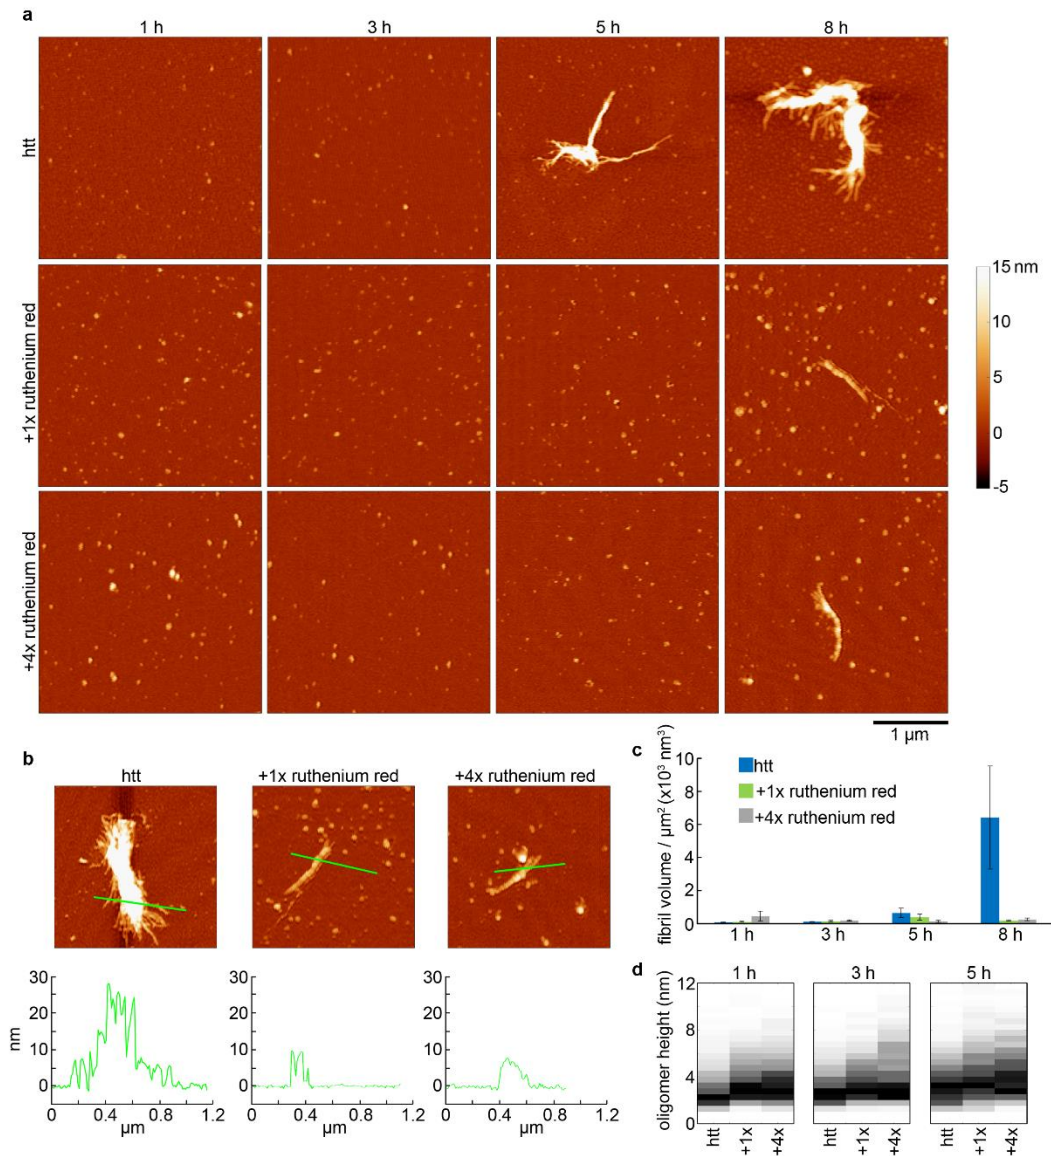 a
1 h 3 h 5 h 8 h
htt
+1x ruthenium red
+4x ruthenium red
15 nm
10
5
0
-5
1 µm
b
htt +1x ruthenium red +4x ruthenium red
nm
30
20
10
0
0 0.4 0.8 1.2
µm
30
20
10
0
0 0.4 0.8 1.2
µm
30
20
10
0
0 0.4 0.8 1.2
µm
c
fibril volume / µm² (x10³ nm³)
10
8
6
4
2
0
htt
+1x ruthenium red
+4x ruthenium red
1 h 3 h 5 h 8 h
d
1 h 3 h 5 h
oligomer height (nm)
12
8
4
0
htt +1x +4x htt +1x +4x htt +1x +4x